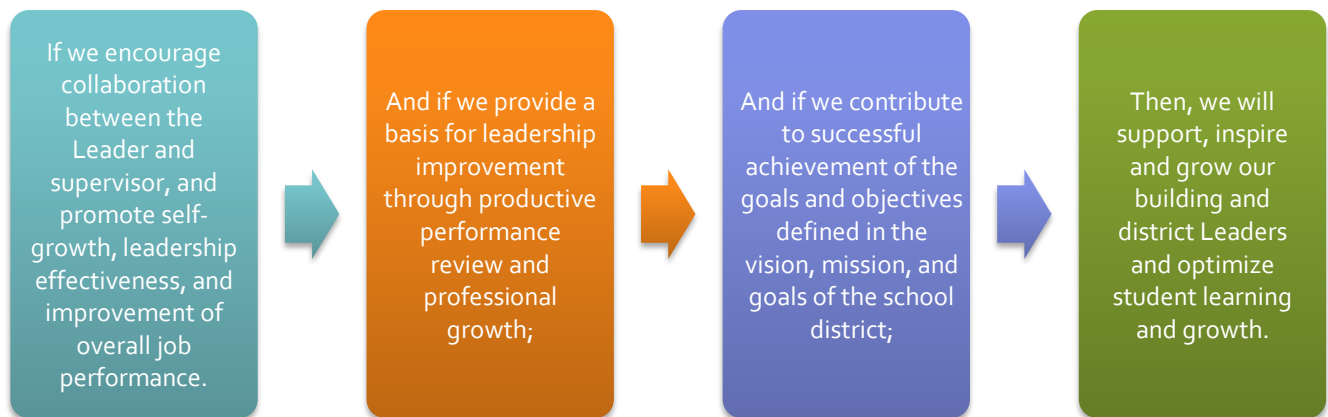 If we encourage
collaboration
between the
Leader and
supervisor, and
promote self-
growth, leadership
effectiveness, and
improvement of
overall job
performance.
And if we provide a
basis for leadership
improvement
through productive
performance
review and
professional
growth;
And if we contribute
to successful
achievement of the
goals and objectives
defined in the
vision, mission, and
goals of the school
district;
Then, we will
support, inspire
and grow our
building and
district Leaders
and optimize
student learning
and growth.